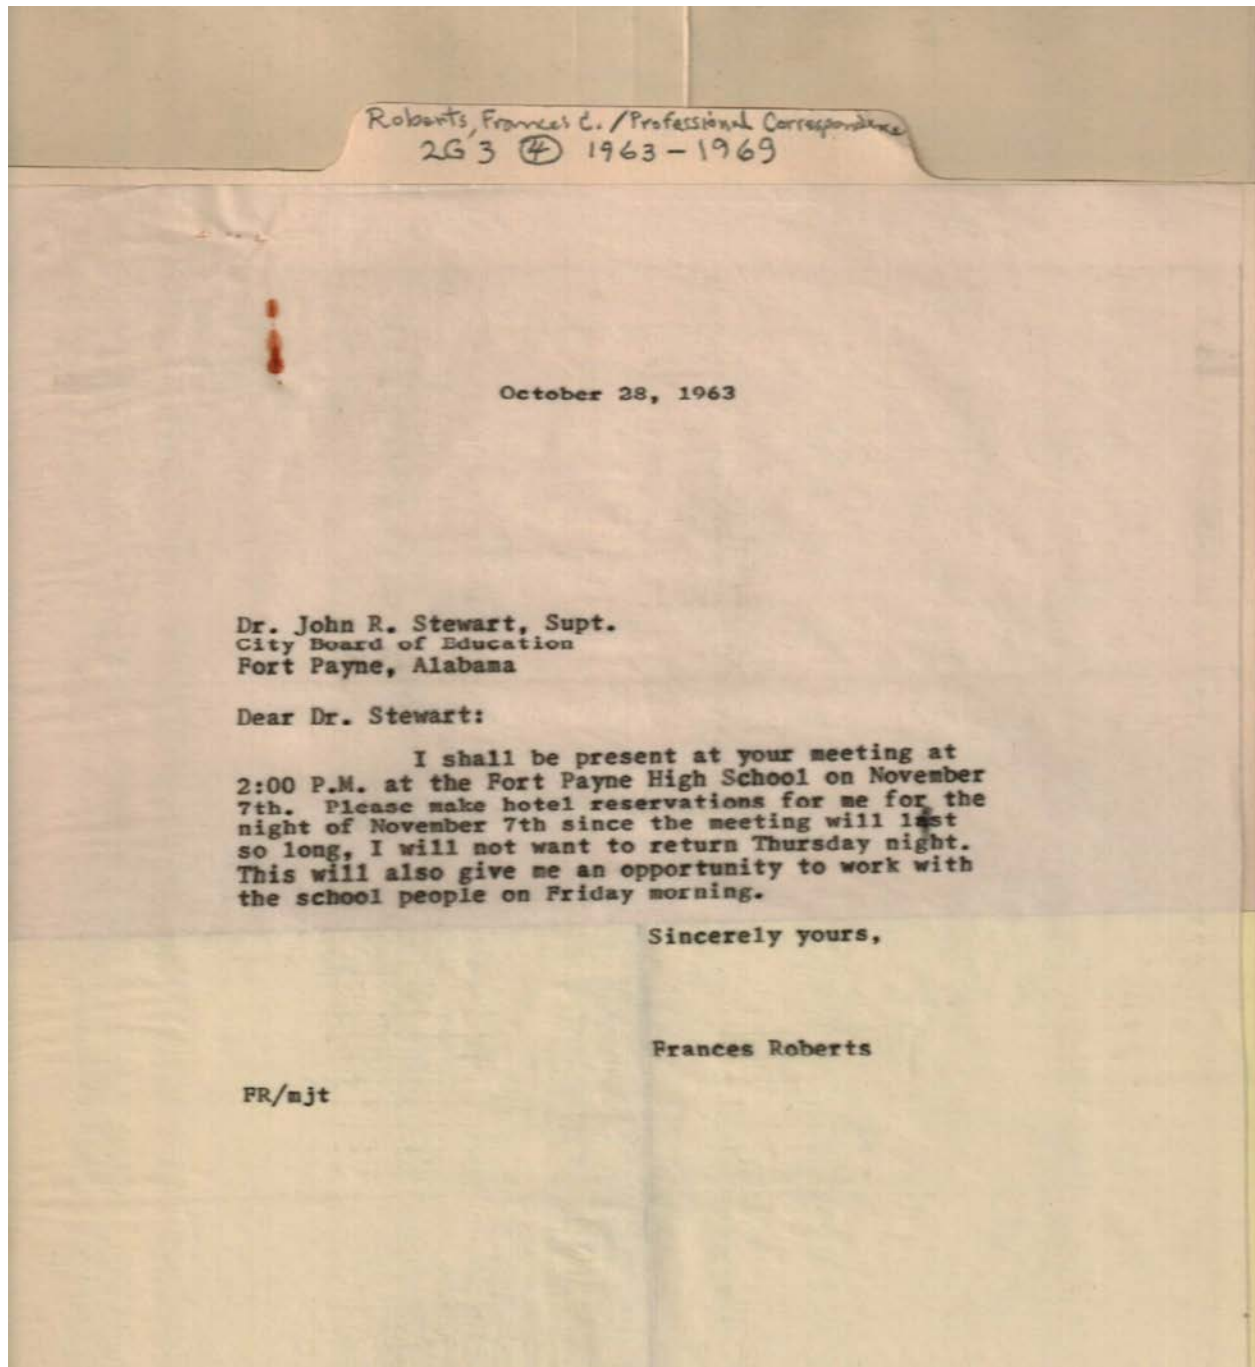 Roberts, Frances C. / Professional Correspondence
2G 3 ④ 1963-1969
October 28, 1963
Dr. John R. Stewart, Supt.
City Board of Education
Fort Payne, Alabama
Dear Dr. Stewart:
I shall be present at your meeting at
2:00 P.M. at the Fort Payne High School on November
7th. Please make hotel reservations for me for the
night of November 7th since the meeting will last
so long, I will not want to return Thursday night.
This will also give me an opportunity to work with
the school people on Friday morning.
Sincerely yours,
Frances Roberts
FR/mjt